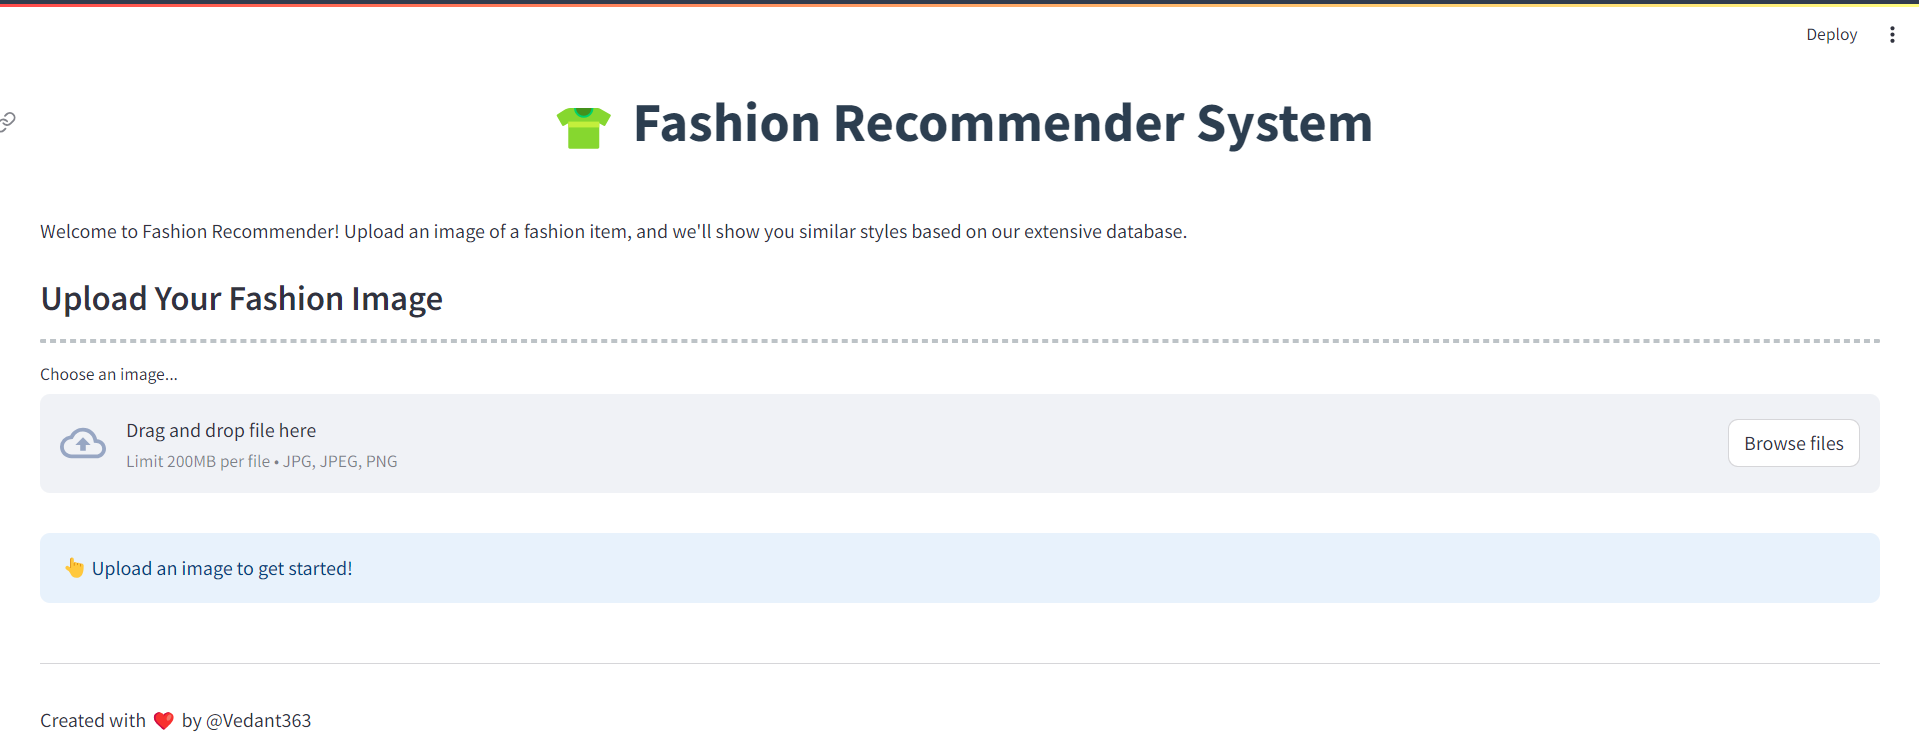 Deploy
Fashion Recommender System
Welcome to Fashion Recommender! Upload an image of a fashion item, and we'll show you similar styles based on our extensive database.
Upload Your Fashion Image
Choose an image...
Drag and drop file here
Limit 200MB per file • JPG, JPEG, PNG
Browse files
👆 Upload an image to get started!
Created with ❤️ by @Vedant363